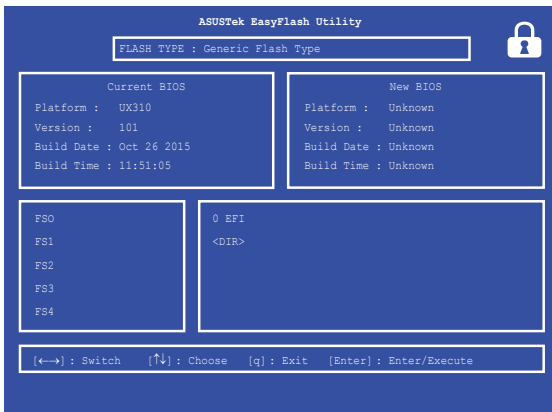 ASUSTek EasyFlash Utility
FLASH TYPE : Generic Flash Type
Current BIOS
Platform : UX310
Version : 101
Build Date : Oct 26 2015
Build Time : 11:51:05
New BIOS
Platform : Unknown
Version : Unknown
Build Date : Unknown
Build Time : Unknown
FSO
FS1
FS2
FS3
FS4
0 EFI
<DIR>
[←→] : Switch [↑↓] : Choose [q] : Exit [Enter] : Enter/Execute